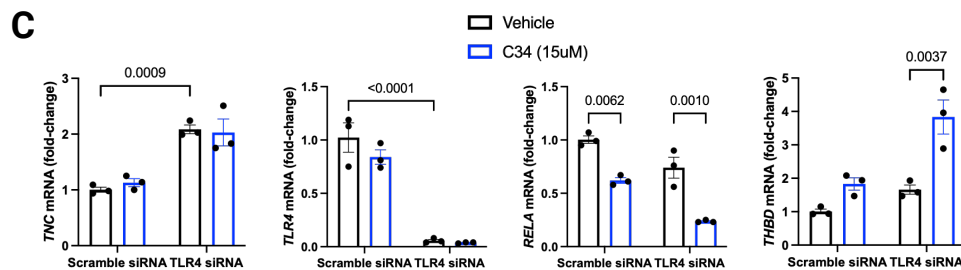 C
Vehicle
C34 (15uM)
TNC mRNA (fold-change)
3
2
1
0
0.0009
Scramble siRNA TLR4 siRNA
TLR4 mRNA (fold-change)
1.5
1.0
0.5
0.0
<0.0001
Scramble siRNA TLR4 siRNA
RELA mRNA (fold-change)
1.5
1.0
0.5
0.0
0.0062
0.0010
Scramble siRNA TLR4 siRNA
THBD mRNA (fold-change)
5
4
3
2
1
0
0.0037
Scramble siRNA TLR4 siRNA